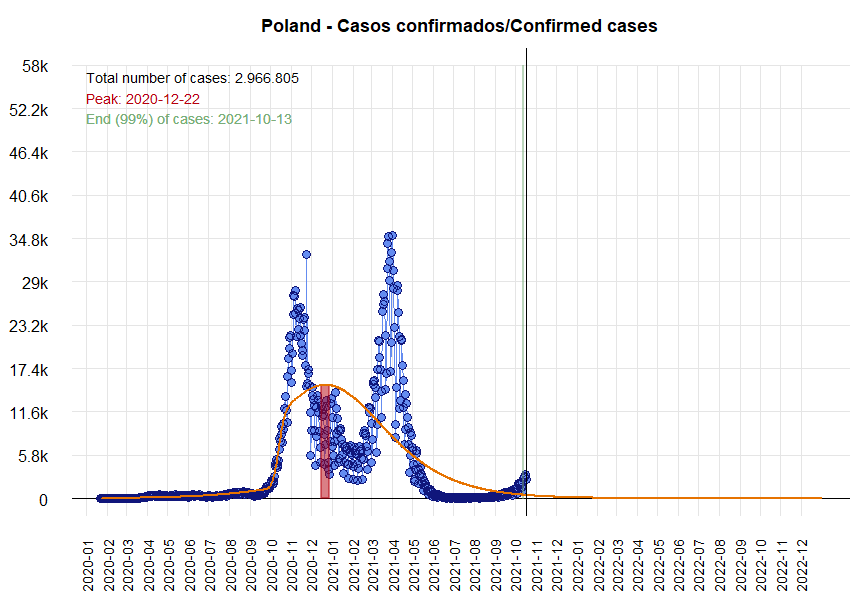 Poland - Casos confirmados/Confirmed cases
58k
52.2k
46.4k
40.6k
34.8k
29k
23.2k
17.4k
11.6k
5.8k
0
Total number of cases: 2.966.805
Peak: 2020-12-22
End (99%) of cases: 2021-10-13
2020-01
2020-02
2020-03
2020-04
2020-05
2020-06
2020-07
2020-08
2020-09
2020-10
2020-11
2020-12
2021-01
2021-02
2021-03
2021-04
2021-05
2021-06
2021-07
2021-08
2021-09
2021-10
2021-11
2021-12
2022-01
2022-02
2022-03
2022-04
2022-05
2022-06
2022-07
2022-08
2022-09
2022-10
2022-11
2022-12